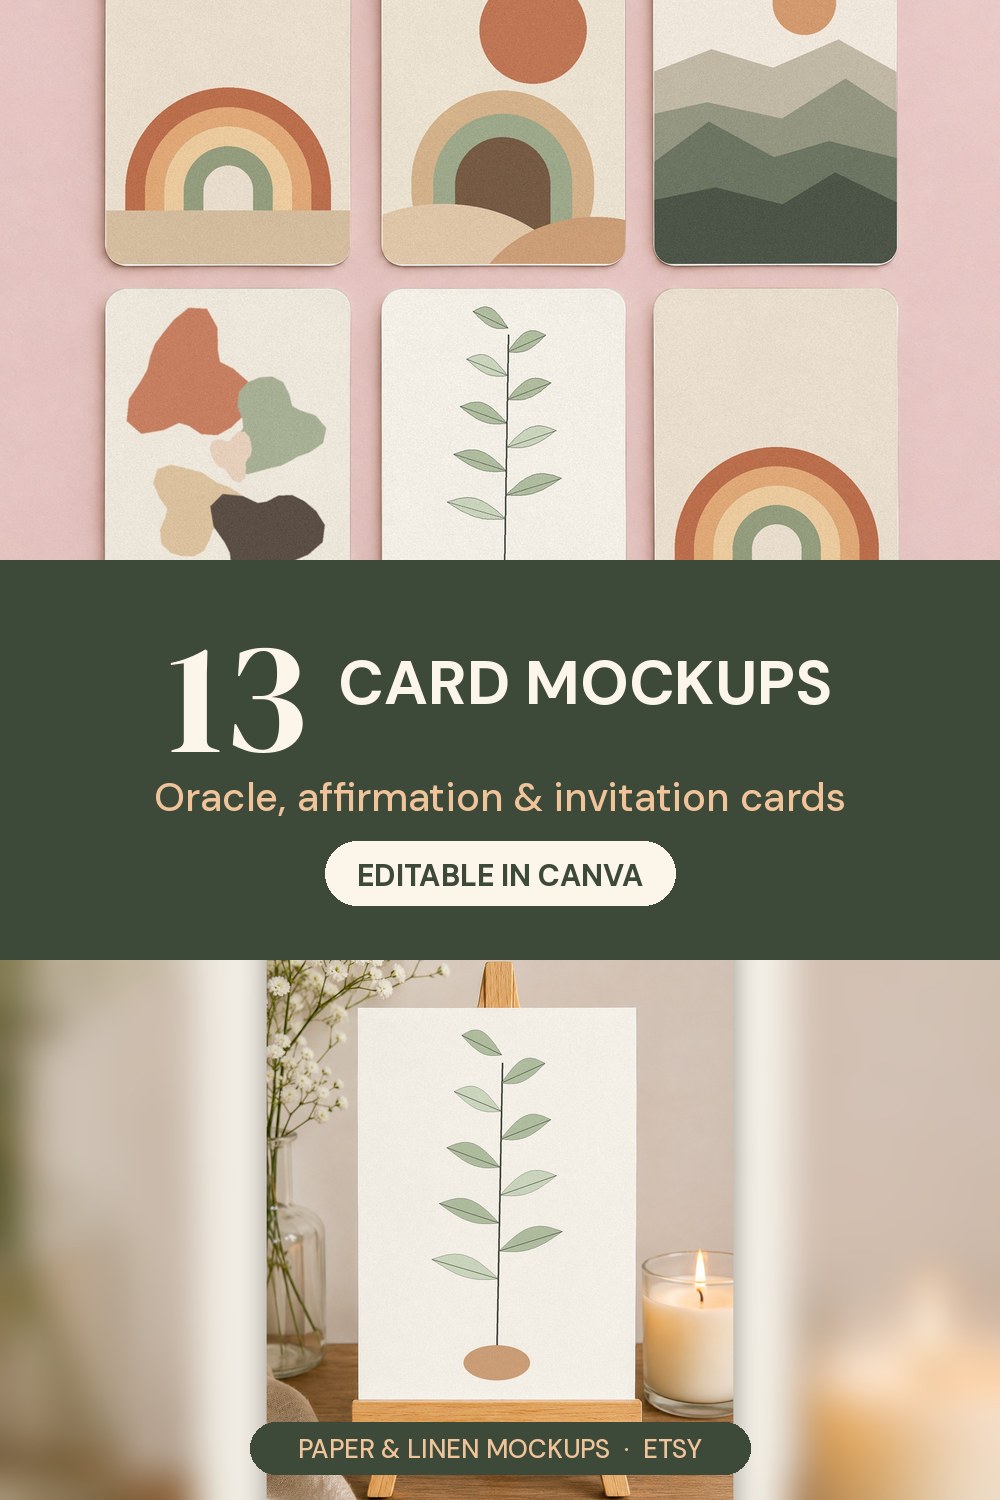 13 CARD MOCKUPS
Oracle, affirmation & invitation cards
EDITABLE IN CANVA
PAPER & LINEN MOCKUPS · ETSY